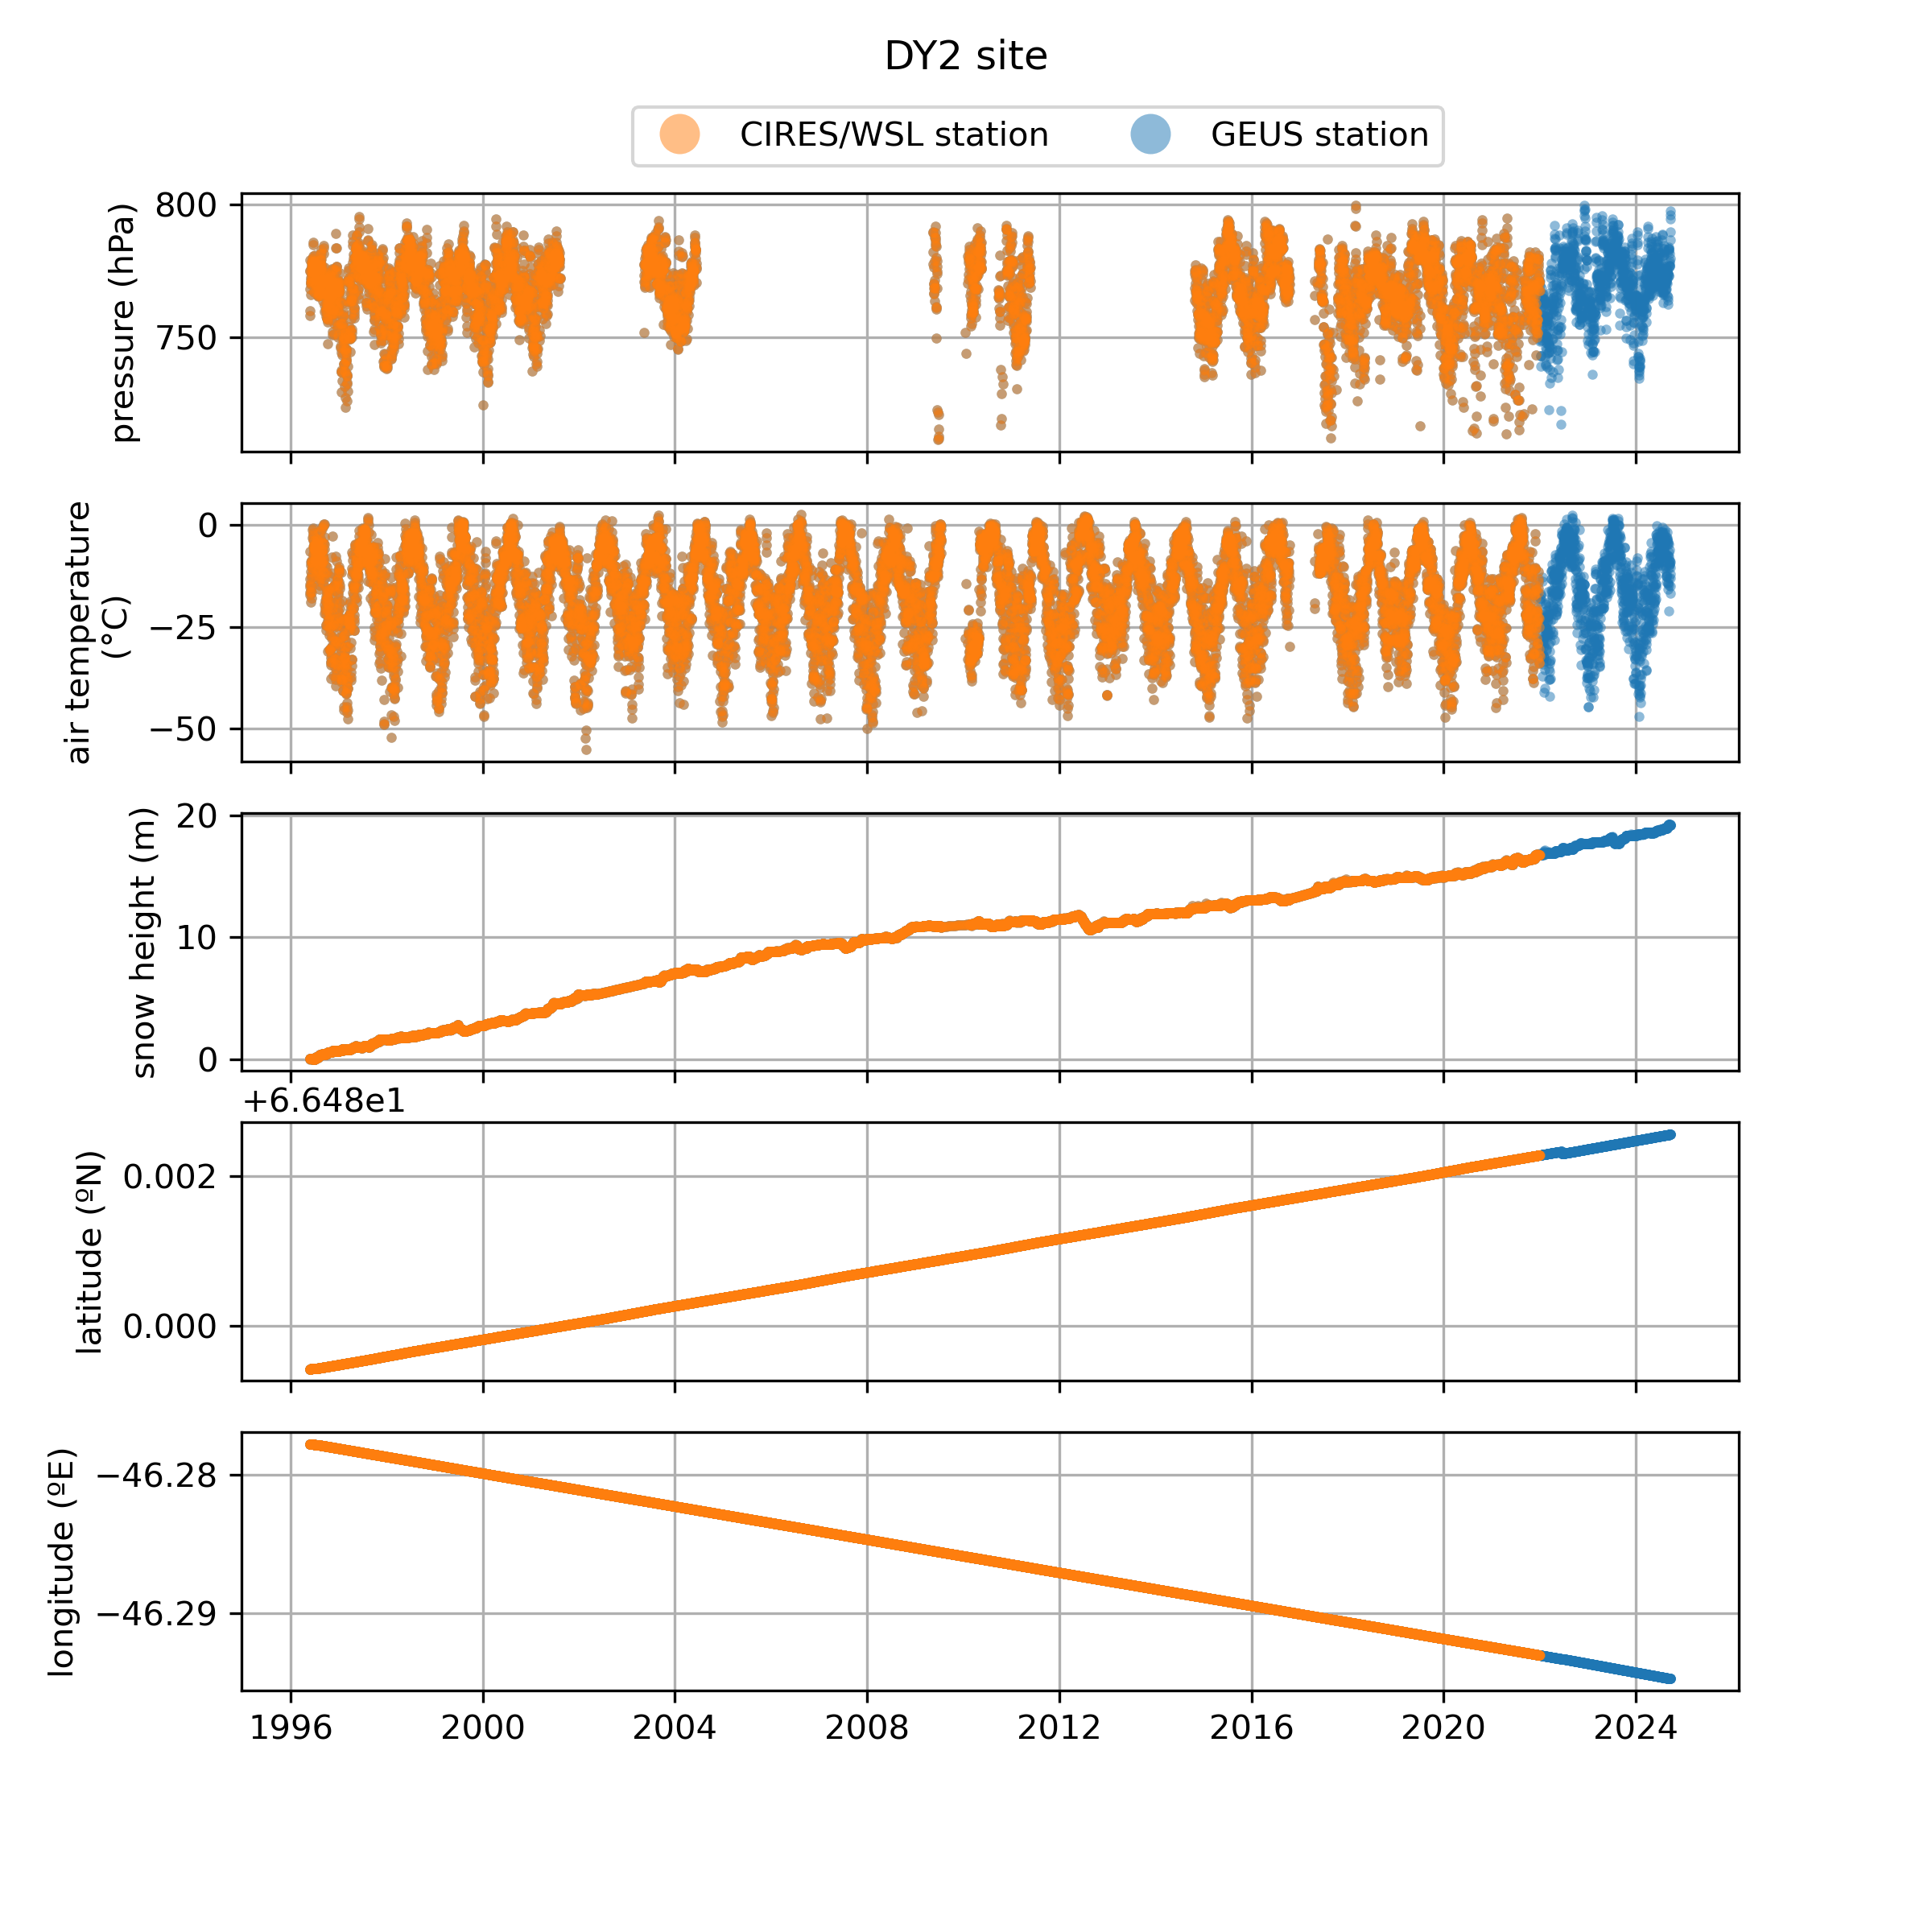 DY2 site
CIRES/WSL station GEUS station
pressure (hPa)
800
750
air temperature
(°C)
0
−25
−50
snow height (m)
20
10
0
+6.648e1
latitude (ºN)
0.002
0.000
longitude (ºE)
−46.28
−46.29
1996 2000 2004 2008 2012 2016 2020 2024